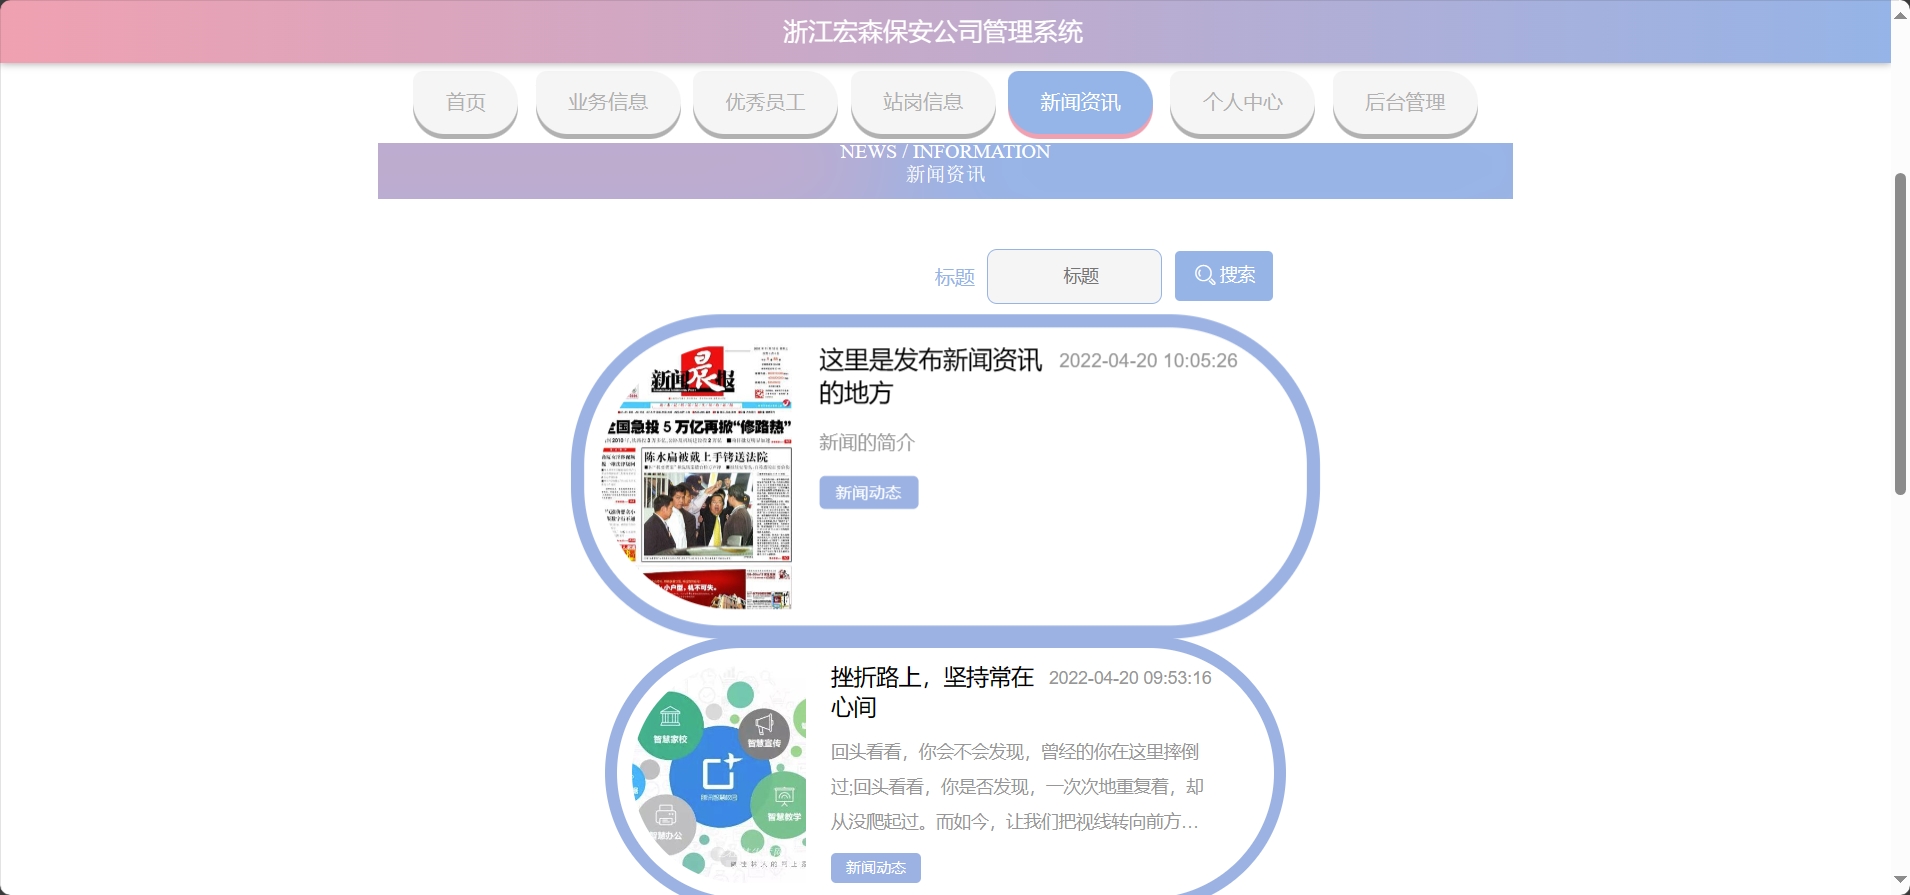 浙江宏森保安公司管理系统
首页
业务信息
优秀员工
站岗信息
新闻资讯
个人中心
后台管理
NEWS / INFORMATION
新闻资讯
标题
标题
搜索
这里是发布新闻资讯
的地方
2022-04-20 10:05:26
新闻的简介
新闻动态
新闻晨报
全国急投 5 万亿再掀“修路热”
陈水扁被戴上手铐送法院
小户型，机不可失。
挫折路上，坚持常在
心间
2022-04-20 09:53:16
回头看看，你会不会发现，曾经的你在这里摔倒
过;回头看看，你是否发现，一次次地重复着，却
从没爬起过。而如今，让我们把视线转向前方…
新闻动态
智慧家校
智慧宣传
智慧教学
智慧办公